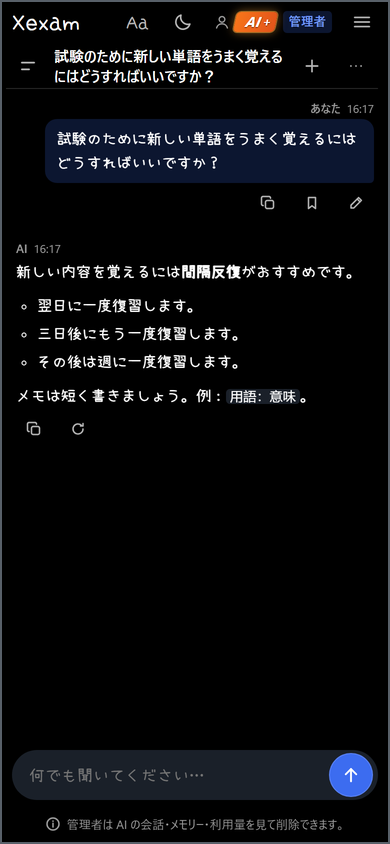 Xexam Aa AI+ 管理者
試験のために新しい単語をうまく覚える
にはどうすればいいですか？
あなた 16:17
試験のために新しい単語をうまく覚えるには
どうすればいいですか？
AI 16:17
新しい内容を覚えるには間隔反復がおすすめです。
翌日に一度復習します。
三日後にもう一度復習します。
その後は週に一度復習します。
メモは短く書きましょう。例：用語: 意味。
何でも聞いてください…
管理者は AI の会話・メモリー・利用量を見て削除できます。